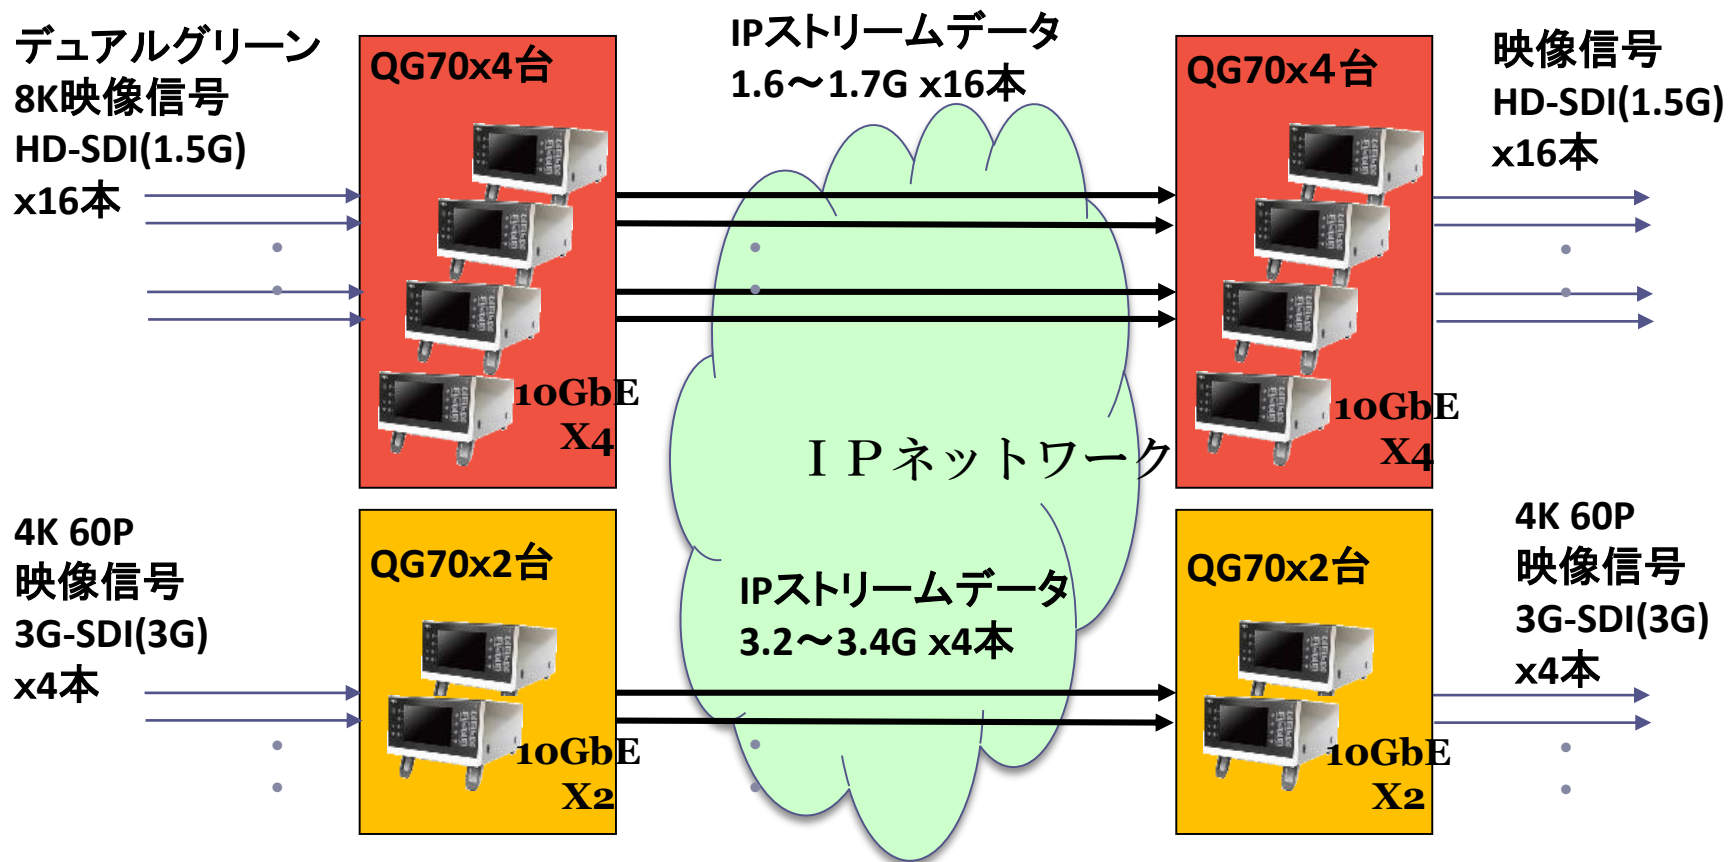 デュアルグリーン
8K映像信号
HD-SDI(1.5G)
x16本
QG70x4台
10GbE
X4
IPストリームデータ
1.6～1.7G x16本
QG70x４台
10GbE
X4
映像信号
HD-SDI(1.5G)
x16本
ＩＰネットワーク
4K 60P
映像信号
3G-SDI(3G)
x4本
QG70x2台
10GbE
X2
IPストリームデータ
3.2～3.4G x4本
QG70x2台
10GbE
X2
4K 60P
映像信号
3G-SDI(3G)
x4本